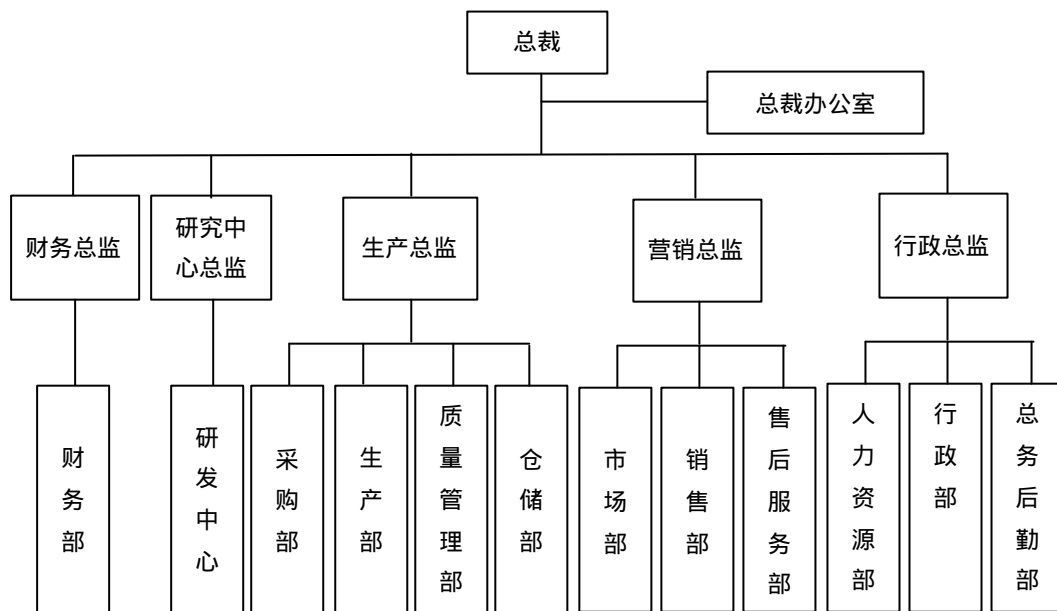 总裁
总裁办公室
财务总监
研究中
心总监
生产总监
营销总监
行政总监
财务部
研发中心
采购部
生产部
质量管理部
仓储部
市场部
销售部
售后服务部
人力资源部
行政部
总务后勤部